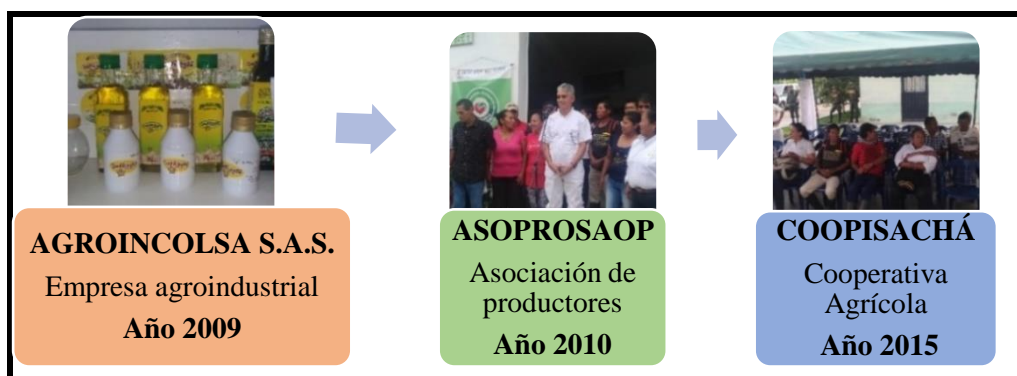 AGROINCOLSA S.A.S.
Empresa agroindustrial
Año 2009
ASOPROSAOP
Asociación de
productores
Año 2010
COOPISACHÁ
Cooperativa
Agrícola
Año 2015